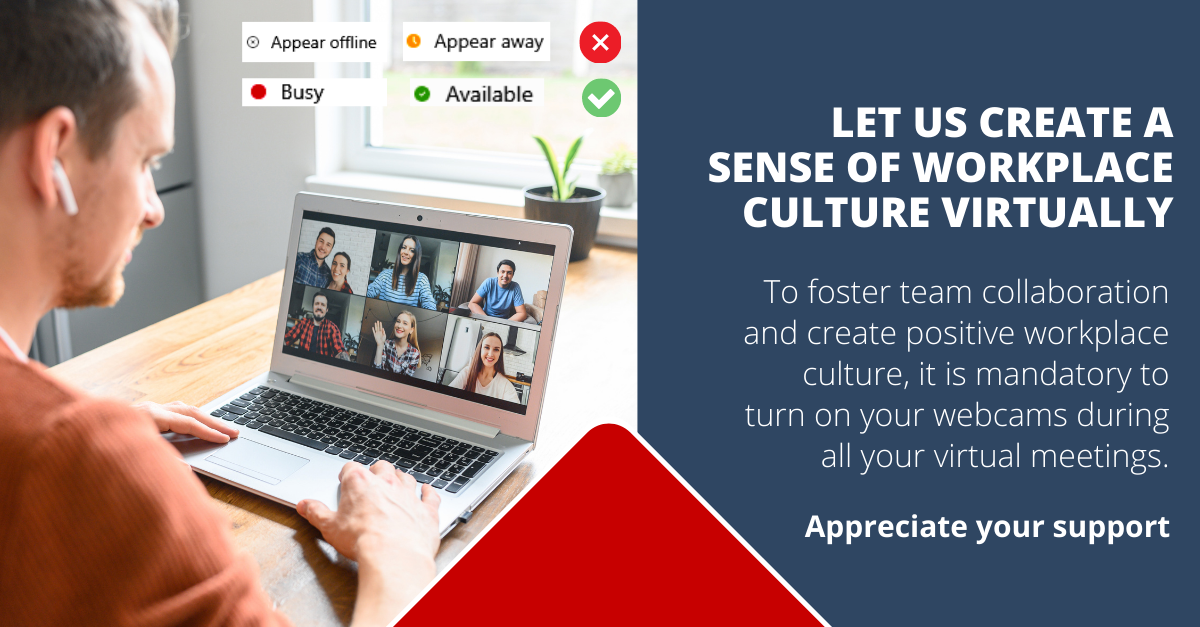 Appear offline
Appear away
Busy
Available
LET US CREATE A
SENSE OF WORKPLACE
CULTURE VIRTUALLY
To foster team collaboration
and create positive workplace
culture, it is mandatory to
turn on your webcams during
all your virtual meetings.
Appreciate your support